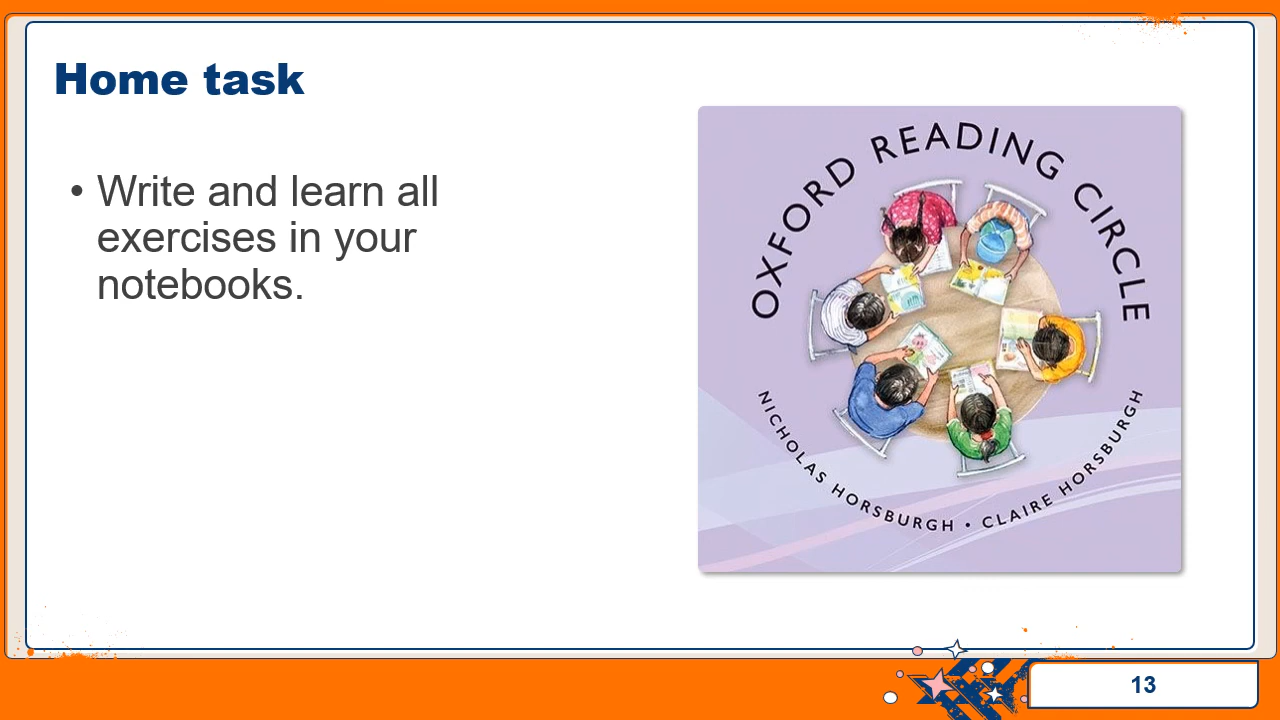 Home task
• Write and learn all
exercises in your
notebooks.
OXFORD READING CIRCLE
NICHOLAS HORSBURGH • CLAIRE HORSBURGH
13